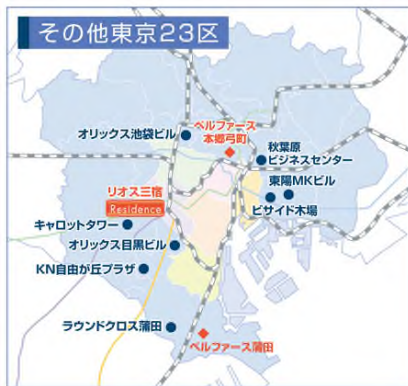 その他東京23区
オリックス池袋ビル
ベルファース
本郷弓町
秋葉原
ビジネスセンター
東陽MKビル
ビサイド木場
リオス三宿
Residence
キャロットタワー
オリックス目黒ビル
KN自由が丘プラザ
ラウンドクロス蒲田
ベルファース蒲田